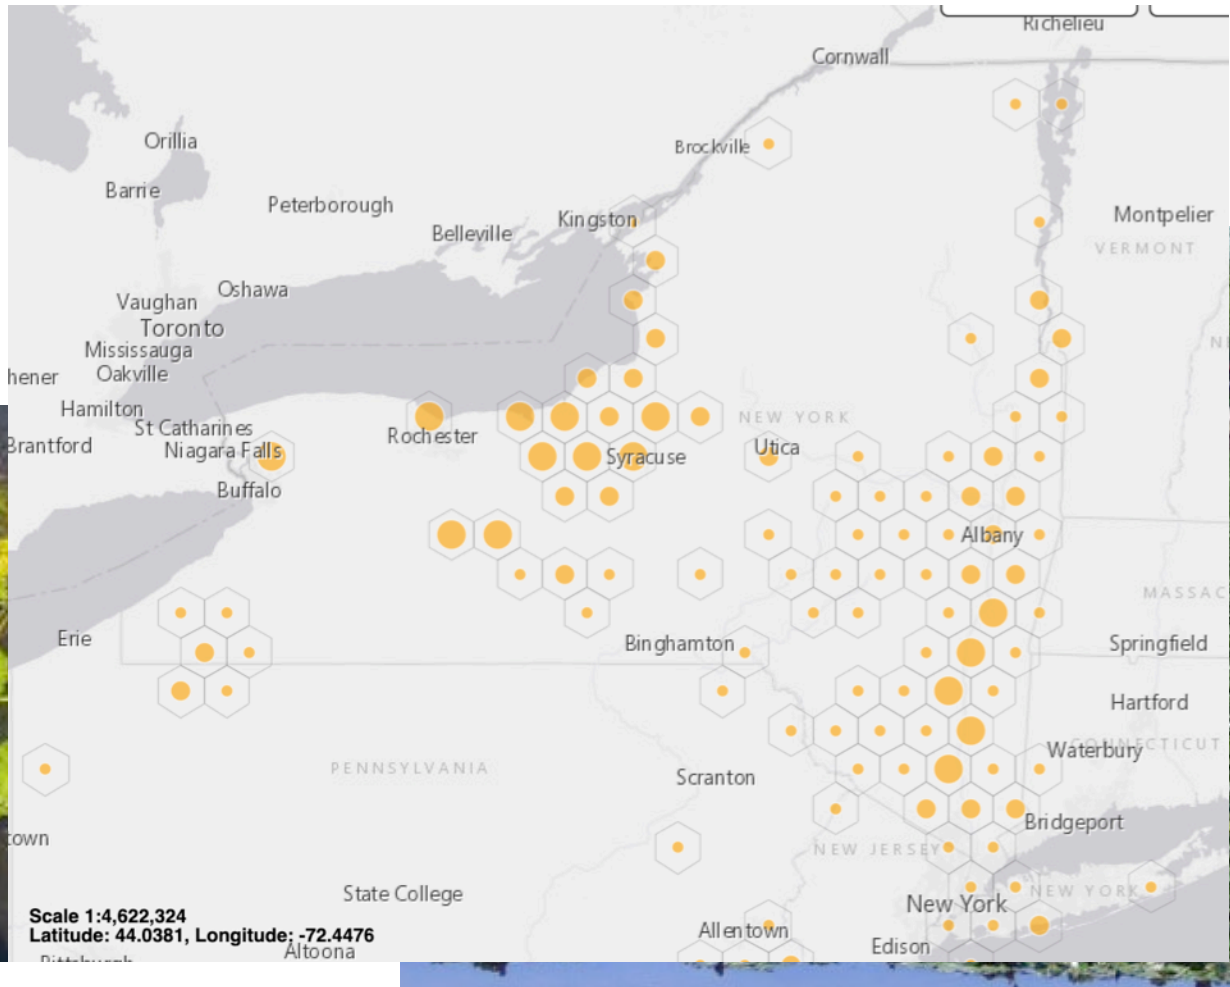 Richelieu
Cornwall
Orillia
Brockville
Barrie
Peterborough
Kingston
Montpelier
Belleville
VERMONT
Oshawa
Vaughan
Toronto
Mississauga
Oakville
hener
Hamilton
NEW YORK
St Catharines
Rochester
Brantford
Niagara Falls
Utica
Syracuse
Buffalo
Albany
MASSAC
Erie
Binghamton
Springfield
Hartford
CONNECTICUT
Waterbury
PENNSYLVANIA
Scranton
Bridgeport
town
NEW JERSEY
State College
NEW YORK
New York
Scale 1:4,622,324
Latitude: 44.0381, Longitude: -72.4476
Allentown
Edison
Altoona
Pittsburgh